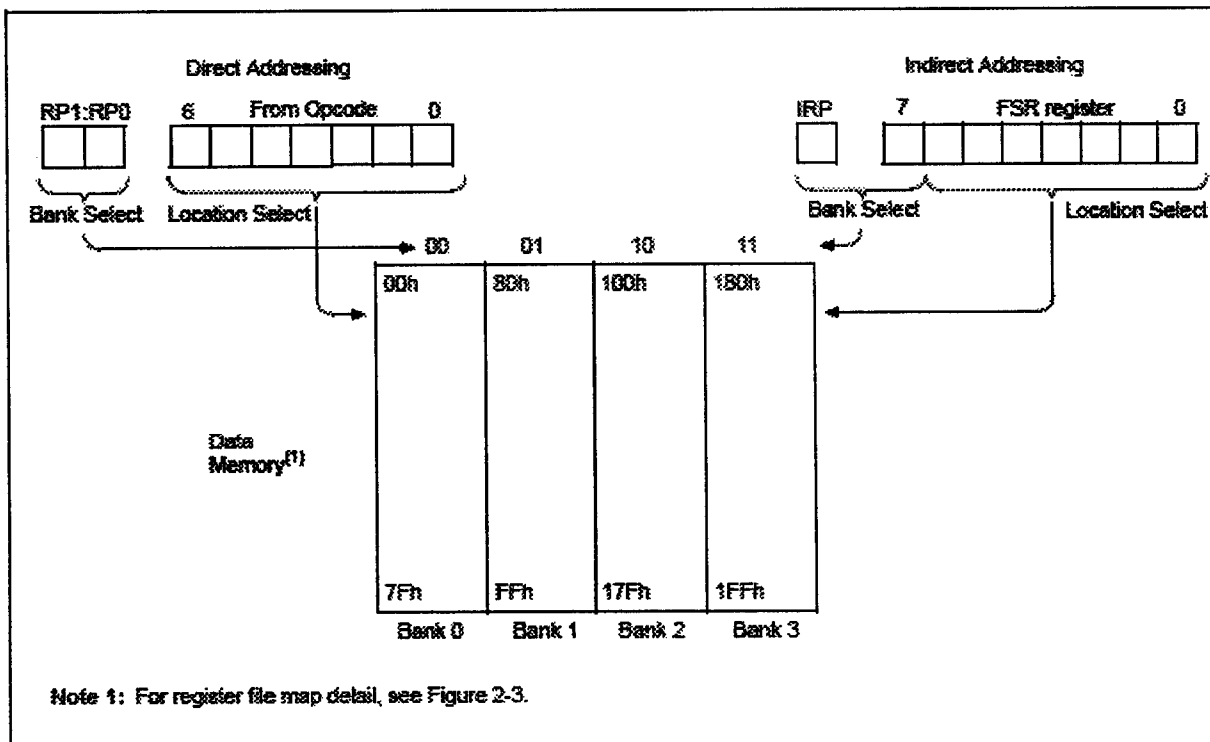 Direct Addressing
Indirect Addressing
RP1:RP0 6 From Opcode 0
IRP 7 FSR register 0
Bank Select Location Select
Bank Select Location Select
00 01 10 11
00h 80h 100h 180h
Data
Memory(1)
7Fh FFh 17Fh 1FFh
Bank 0 Bank 1 Bank 2 Bank 3
Note 1: For register file map detail, see Figure 2-3.